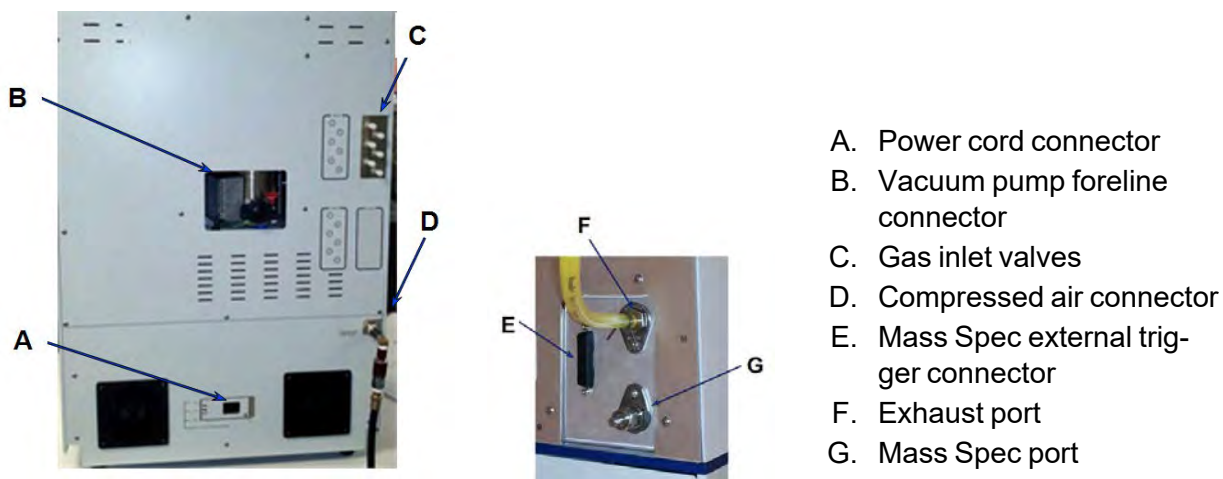 C
B
D
A
F
E
G
A. Power cord connector
B. Vacuum pump foreline
connector
C. Gas inlet valves
D. Compressed air connector
E. Mass Spec external trig-
ger connector
F. Exhaust port
G. Mass Spec port